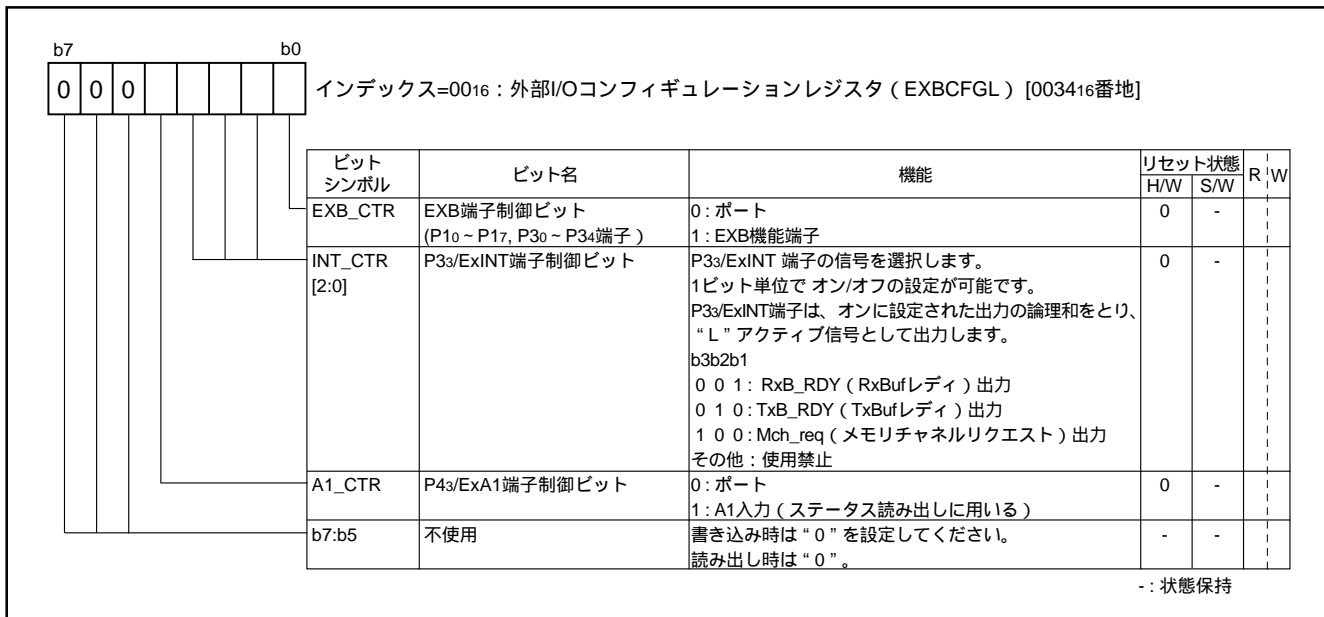 b7 b0
0 0 0 インデックス=0016：外部I/Oコンフィギュレーションレジスタ（EXBCFGL） [003416番地]
ビット
シンボル ビット名 機能 リセット状態 R W
H/W S/W
EXB_CTR EXB端子制御ビット 0 : ポート 0 -
(P10 ~ P17, P30 ~ P34端子） 1 : EXB機能端子
INT_CTR P33/ExINT端子制御ビット P33/ExINT 端子の信号を選択します。 0 -
[2:0] 1ビット単位で オン/オフの設定が可能です。
P33/ExINT端子は、オンに設定された出力の論理和をとり、
“L”アクティブ信号として出力します。
b3b2b1
0 0 1 : RxB_RDY（RxBufレディ）出力
0 1 0 : TxB_RDY（TxBufレディ）出力
1 0 0 : Mch_req（メモリチャネルリクエスト）出力
その他：使用禁止
A1_CTR P43/ExA1端子制御ビット 0 : ポート 0 -
1 : A1入力（ステータス読み出しに用いる）
b7:b5 不使用 書き込み時は“0”を設定してください。 - -
読み出し時は“0”。
- : 状態保持